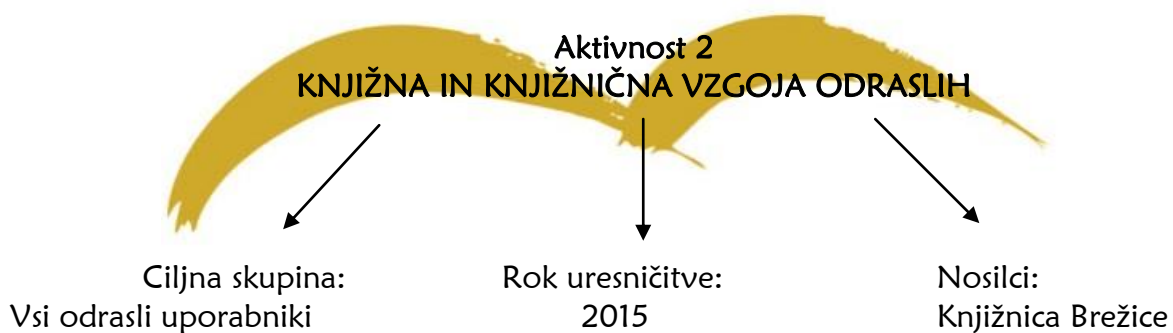 Aktivnost 2
KNJIŽNA IN KNJIŽNIČNA VZGOJA ODRASLIH
Ciljna skupina:
Vsi odrasli uporabniki
Rok uresničitve:
2015
Nosilci:
Knjižnica Brežice